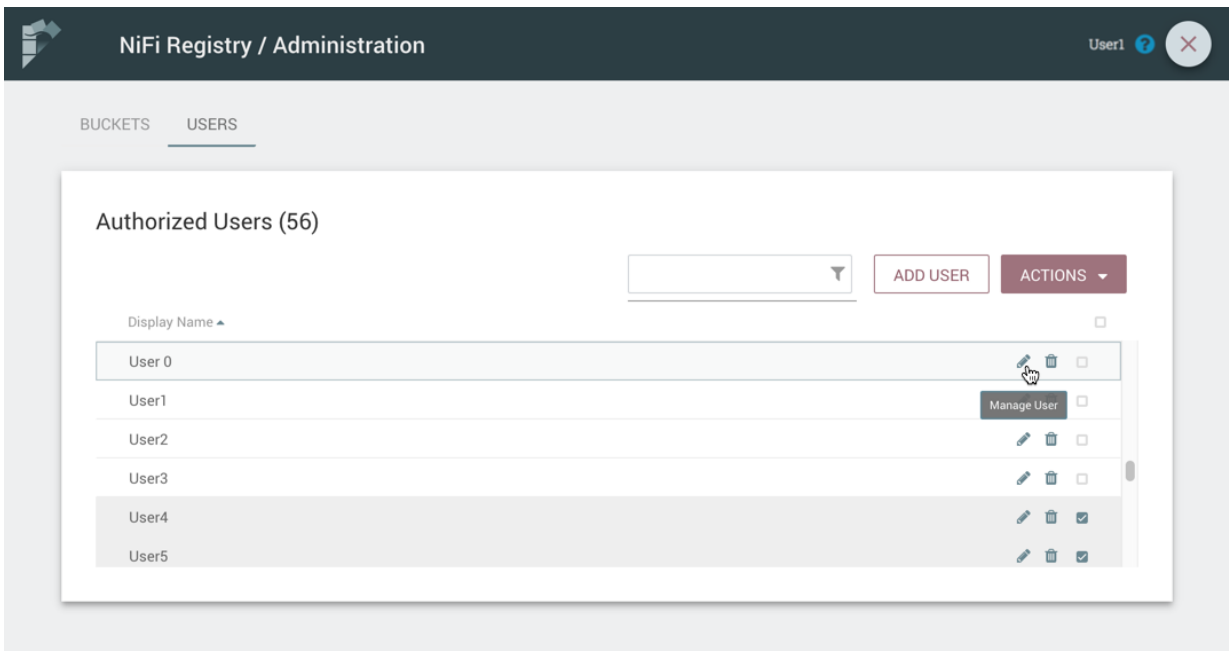 NiFi Registry / Administration
User1
BUCKETS USERS
Authorized Users (56)
ADD USER ACTIONS
Display Name
User 0
User1
Manage User
User2
User3
User4
User5